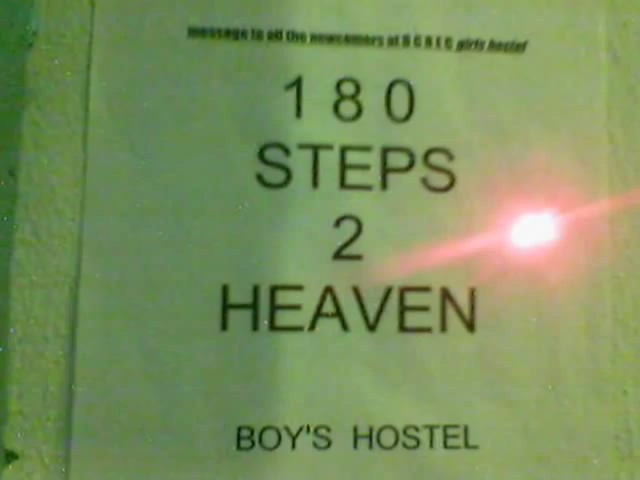 message to all the newcomers at B C R E C girls hostel
1 8 0
STEPS
2
HEAVEN
BOY'S HOSTEL